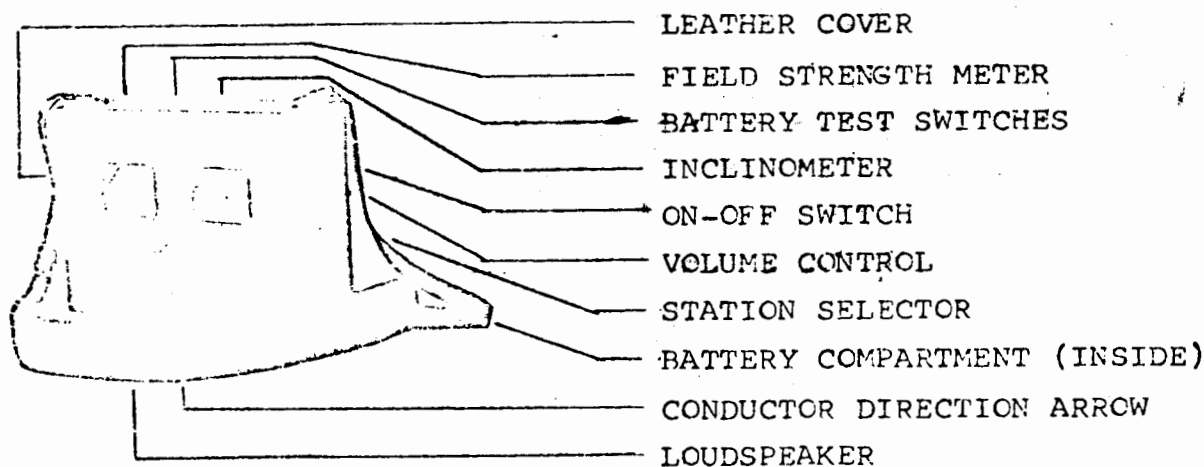 LEATHER COVER
FIELD STRENGTH METER
BATTERY TEST SWITCHES
INCLINOMETER
ON-OFF SWITCH
VOLUME CONTROL
STATION SELECTOR
BATTERY COMPARTMENT (INSIDE)
CONDUCTOR DIRECTION ARROW
LOUDSPEAKER